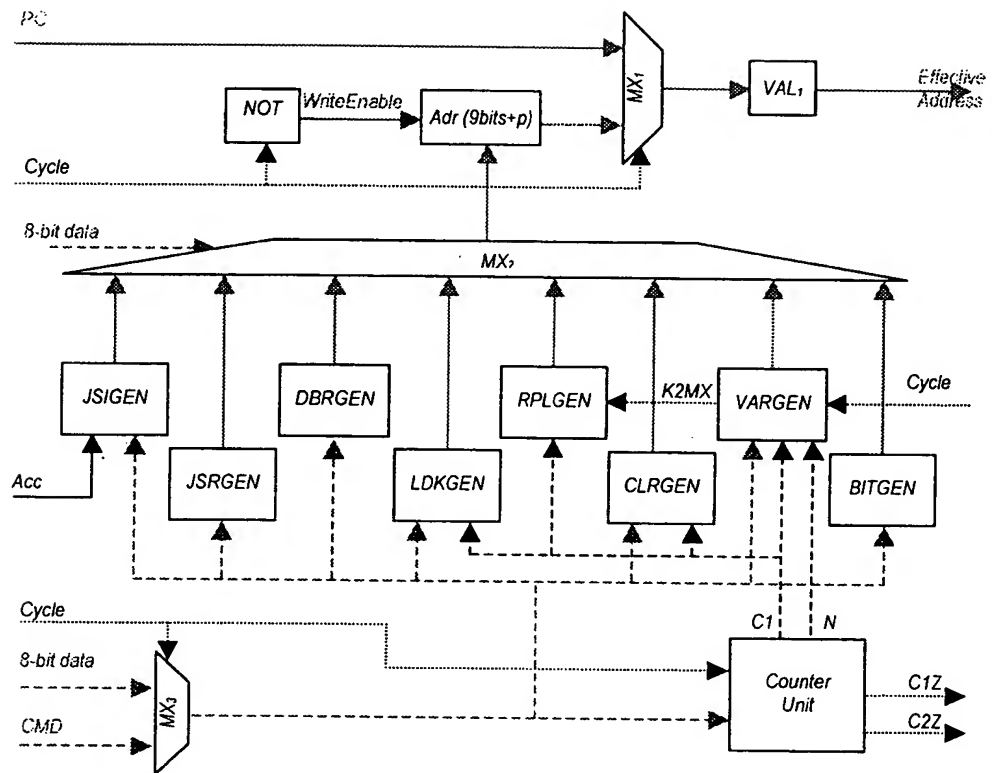 PC
MX₁
VAL₁
Effective
Address
NOT
WriteEnable
Adr (9bits+p)
Cycle
8-bit data
MX₂
JSIGEN
DBRGEN
RPLGEN
K2MX
VARGEN
Cycle
Acc
JSRGEN
LDKGEN
CLRGEN
BITGEN
Cycle
C1
N
8-bit data
MX₃
Counter
Unit
C1Z
CMD
C2Z